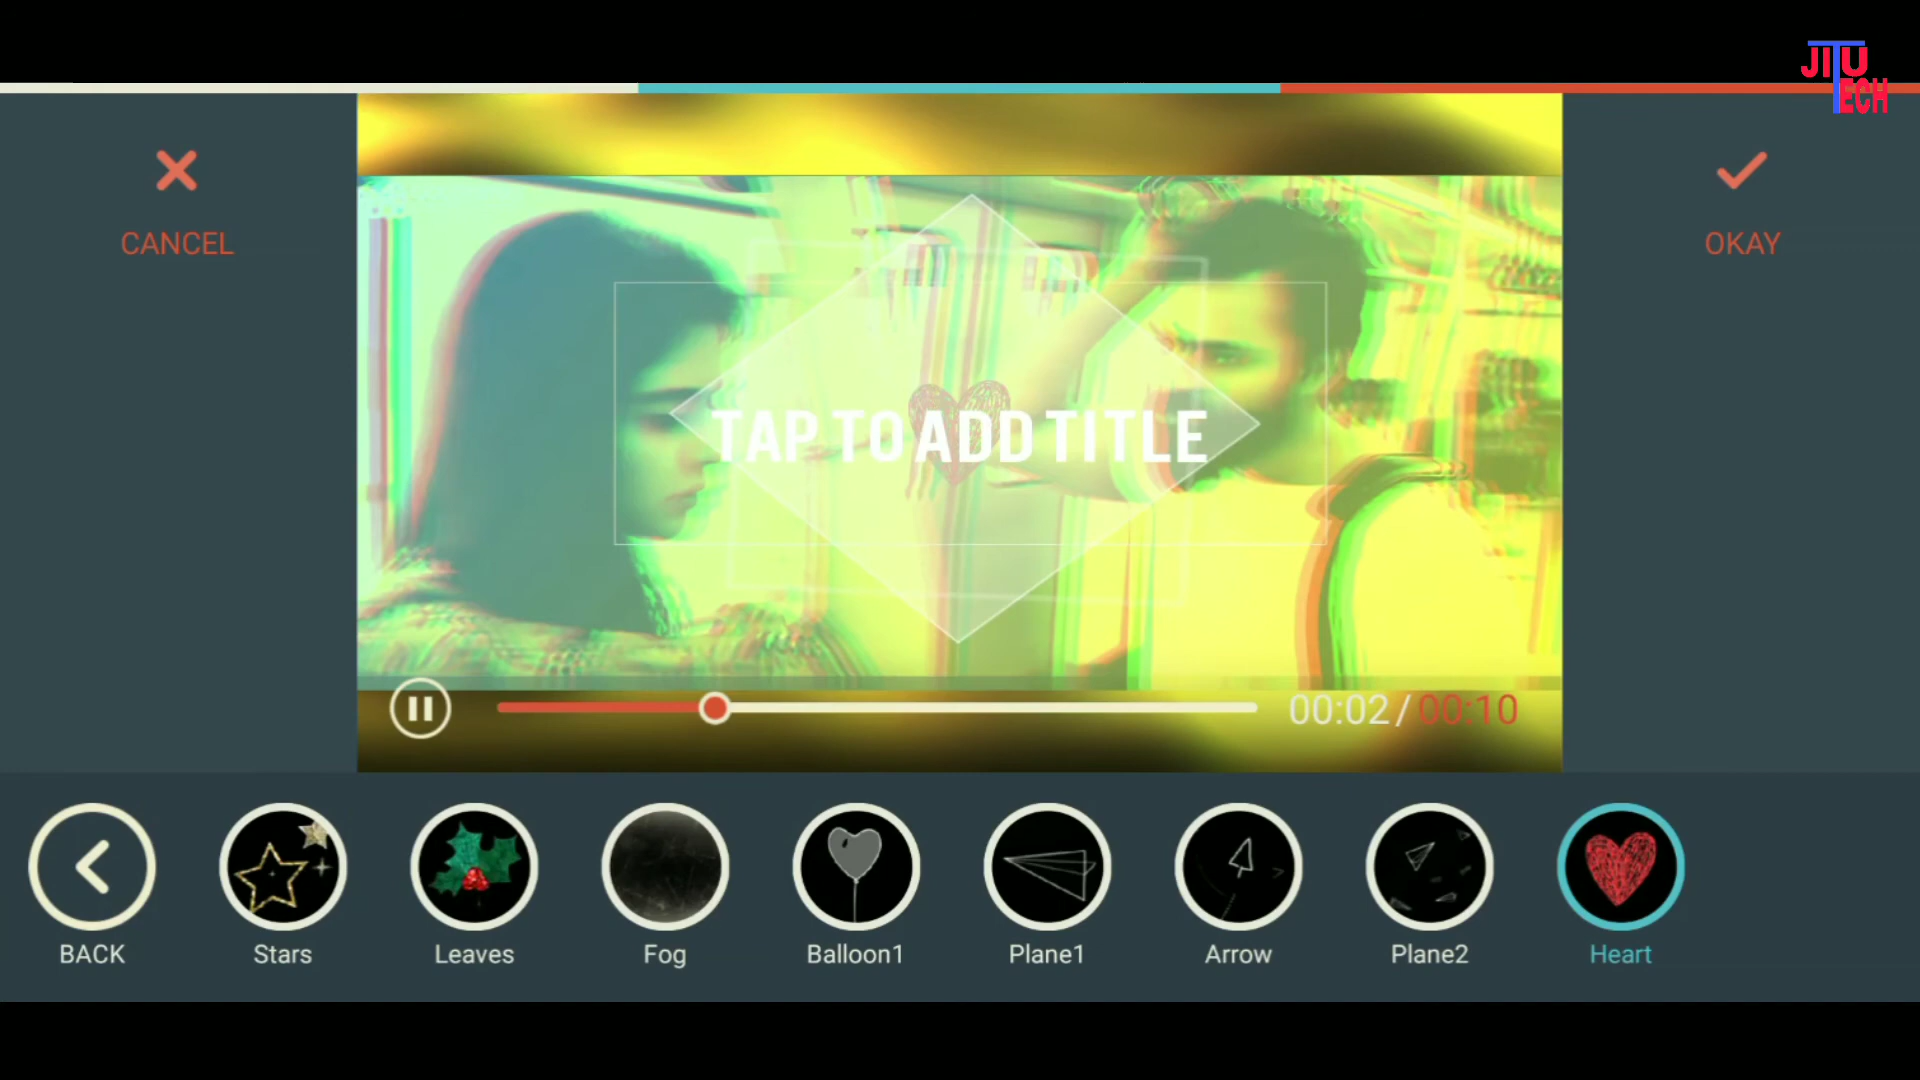 JITU
TECH
CANCEL
OKAY
TAP TO ADD TITLE
00:02/00:10
BACK
Stars
Leaves
Fog
Balloon1
Plane1
Arrow
Plane2
Heart